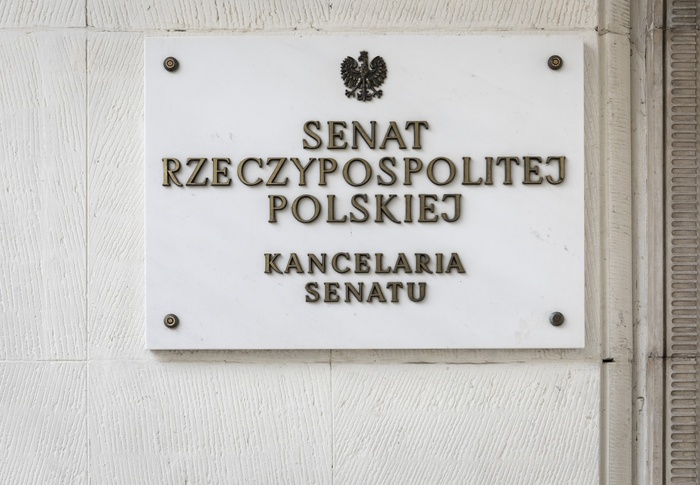 SENAT
RZECZYPOSPOLITEJ
POLSKIEJ
KANCELARIA
SENATU